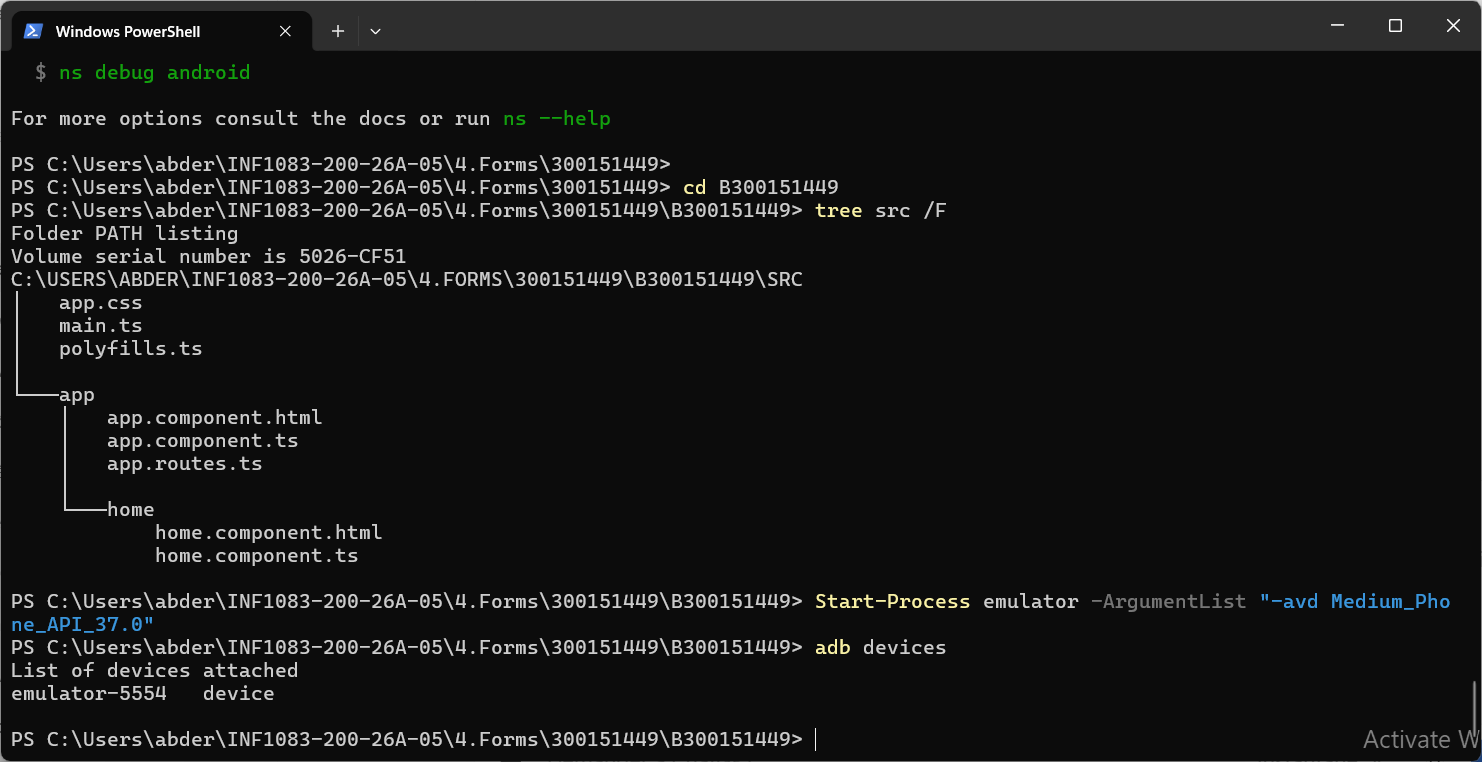 Windows PowerShell
$ ns debug android
For more options consult the docs or run ns --help
PS C:\Users\abder\INF1083-200-26A-05\4.Forms\300151449>
PS C:\Users\abder\INF1083-200-26A-05\4.Forms\300151449> cd B300151449
PS C:\Users\abder\INF1083-200-26A-05\4.Forms\300151449\B300151449> tree src /F
Folder PATH listing
Volume serial number is 5026-CF51
C:\USERS\ABDER\INF1083-200-26A-05\4.FORMS\300151449\B300151449\SRC
app.css
main.ts
polyfills.ts
app
app.component.html
app.component.ts
app.routes.ts
home
home.component.html
home.component.ts
PS C:\Users\abder\INF1083-200-26A-05\4.Forms\300151449\B300151449> Start-Process emulator -ArgumentList "-avd Medium_Pho
ne_API_37.0"
PS C:\Users\abder\INF1083-200-26A-05\4.Forms\300151449\B300151449> adb devices
List of devices attached
emulator-5554   device
PS C:\Users\abder\INF1083-200-26A-05\4.Forms\300151449\B300151449>
Activate W